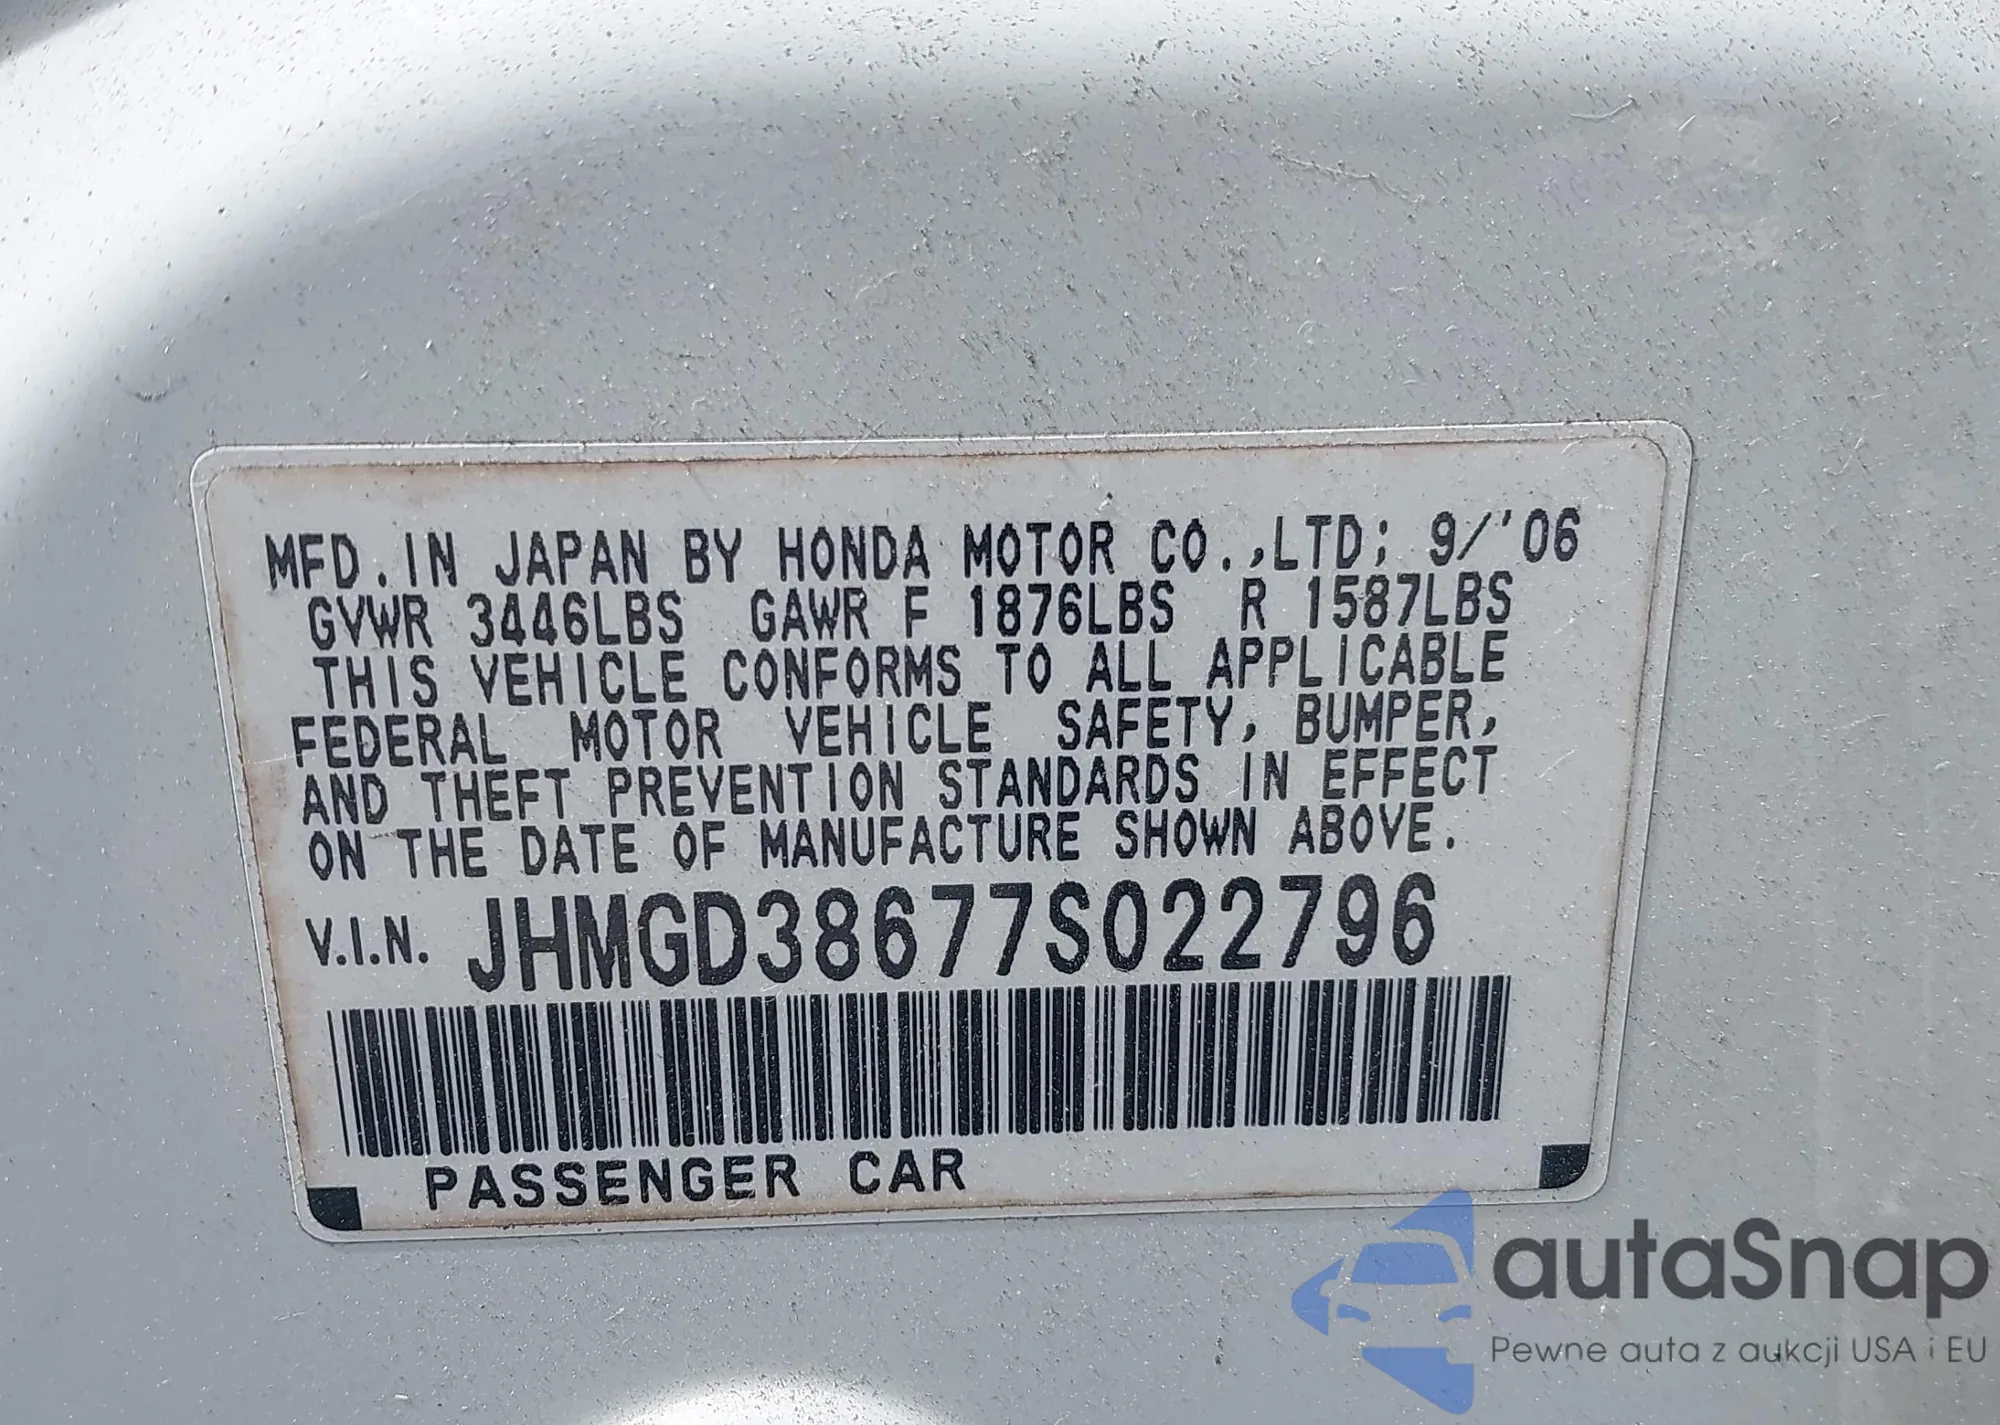 MFD. IN JAPAN BY HONDA MOTOR CO.,LTD; 9/'06
GVWR 3446LBS GAWR F 1876LBS R 1587LBS
THIS VEHICLE CONFORMS TO ALL APPLICABLE
FEDERAL MOTOR VEHICLE SAFETY, BUMPER,
AND THEFT PREVENTION STANDARDS IN EFFECT
ON THE DATE OF MANUFACTURE SHOWN ABOVE.
V.I.N. JHMGD38677S022796
PASSENGER CAR
autaSnap
Pewne auta z aukcji USA i EU